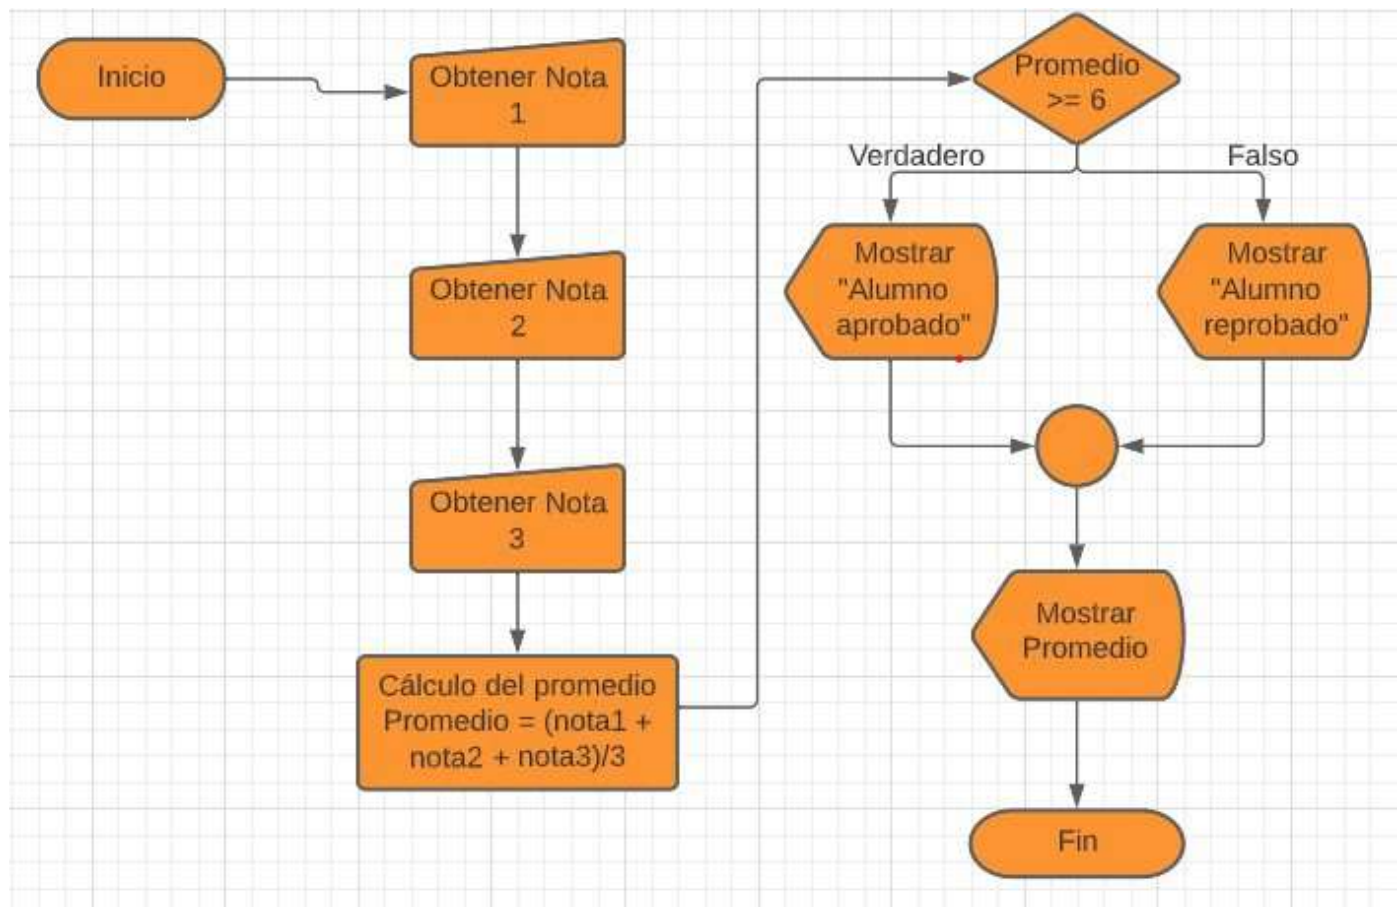 Inicio
Obtener Nota
1
Obtener Nota
2
Obtener Nota
3
Cálculo del promedio
Promedio = (nota1 +
nota2 + nota3)/3
Promedio
>= 6
Verdadero
Falso
Mostrar
"Alumno
aprobado"
Mostrar
"Alumno
reprobado"
Mostrar
Promedio
Fin